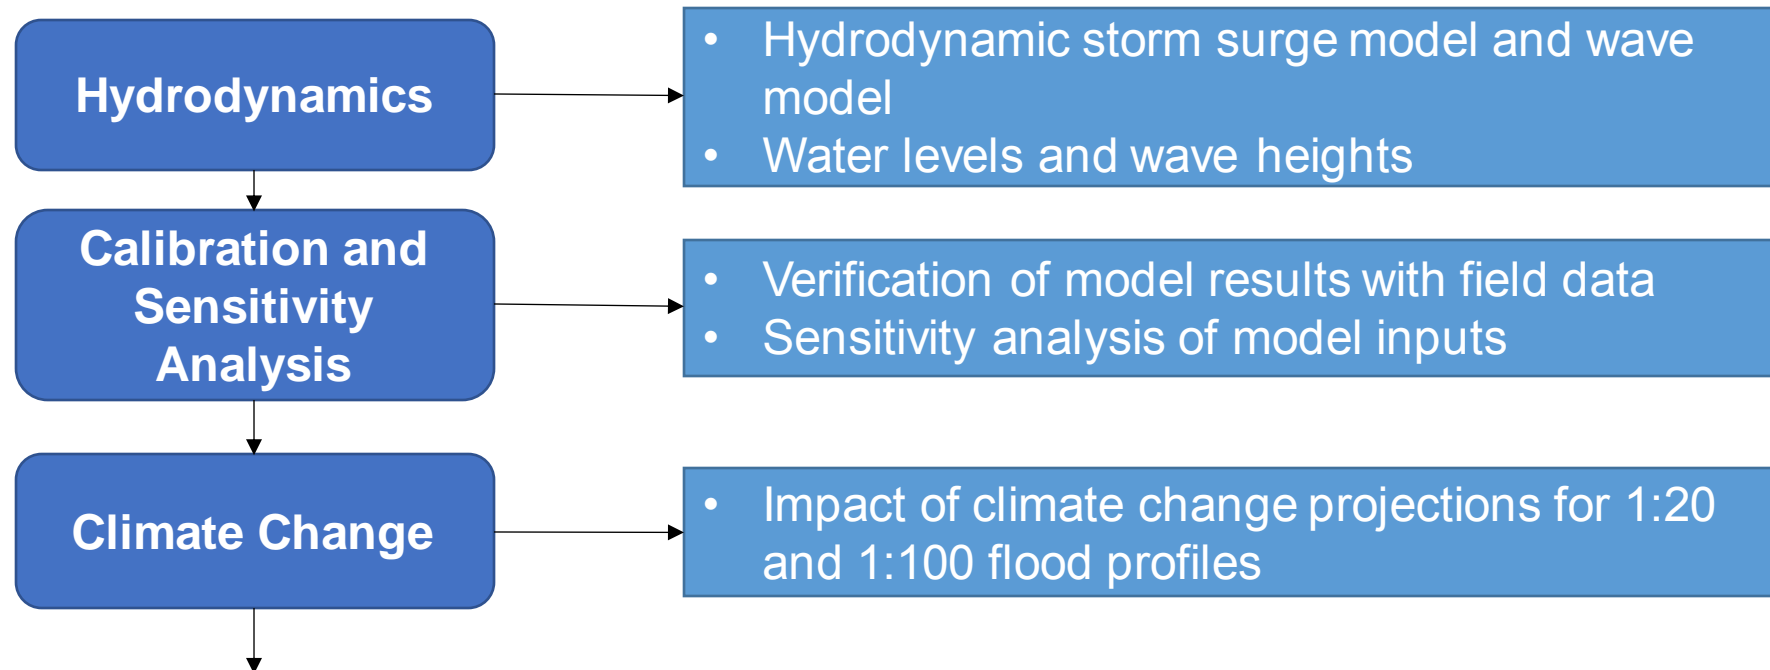 Hydrodynamics
• Hydrodynamic storm surge model and wave
model
• Water levels and wave heights
Calibration and
Sensitivity
Analysis
• Verification of model results with field data
• Sensitivity analysis of model inputs
Climate Change
• Impact of climate change projections for 1:20
and 1:100 flood profiles